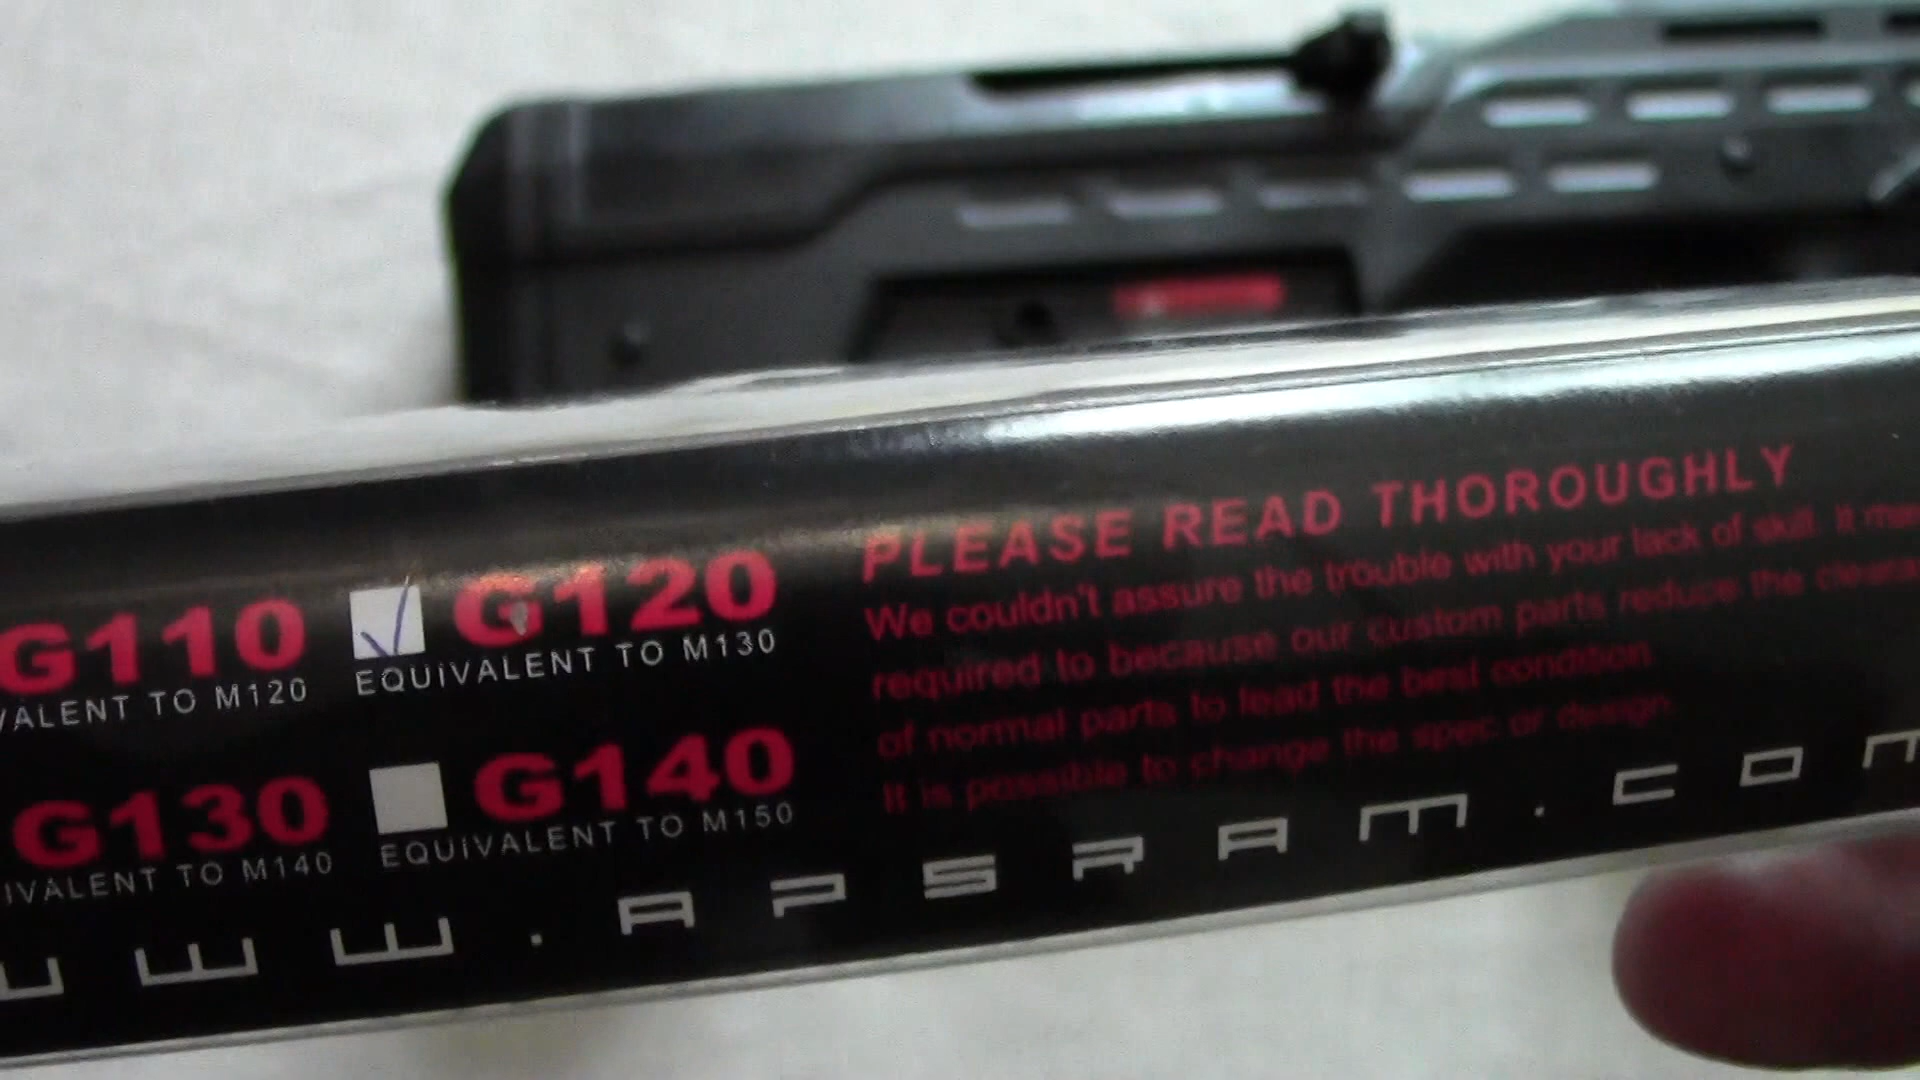 G110
G120
VALENT TO M120
EQUiVALENT TO M130
G130
G140
IVALENT TO M140
EQUiVALENT TO M150
PLEASE READ THOROUGHLY
We couldn't assure the trouble with your lack of skill. It
required to because our custom parts reduce the
of normal parts to lead the best condition.
It is possible to change the spec or design.
WWW.APSRAM.COM